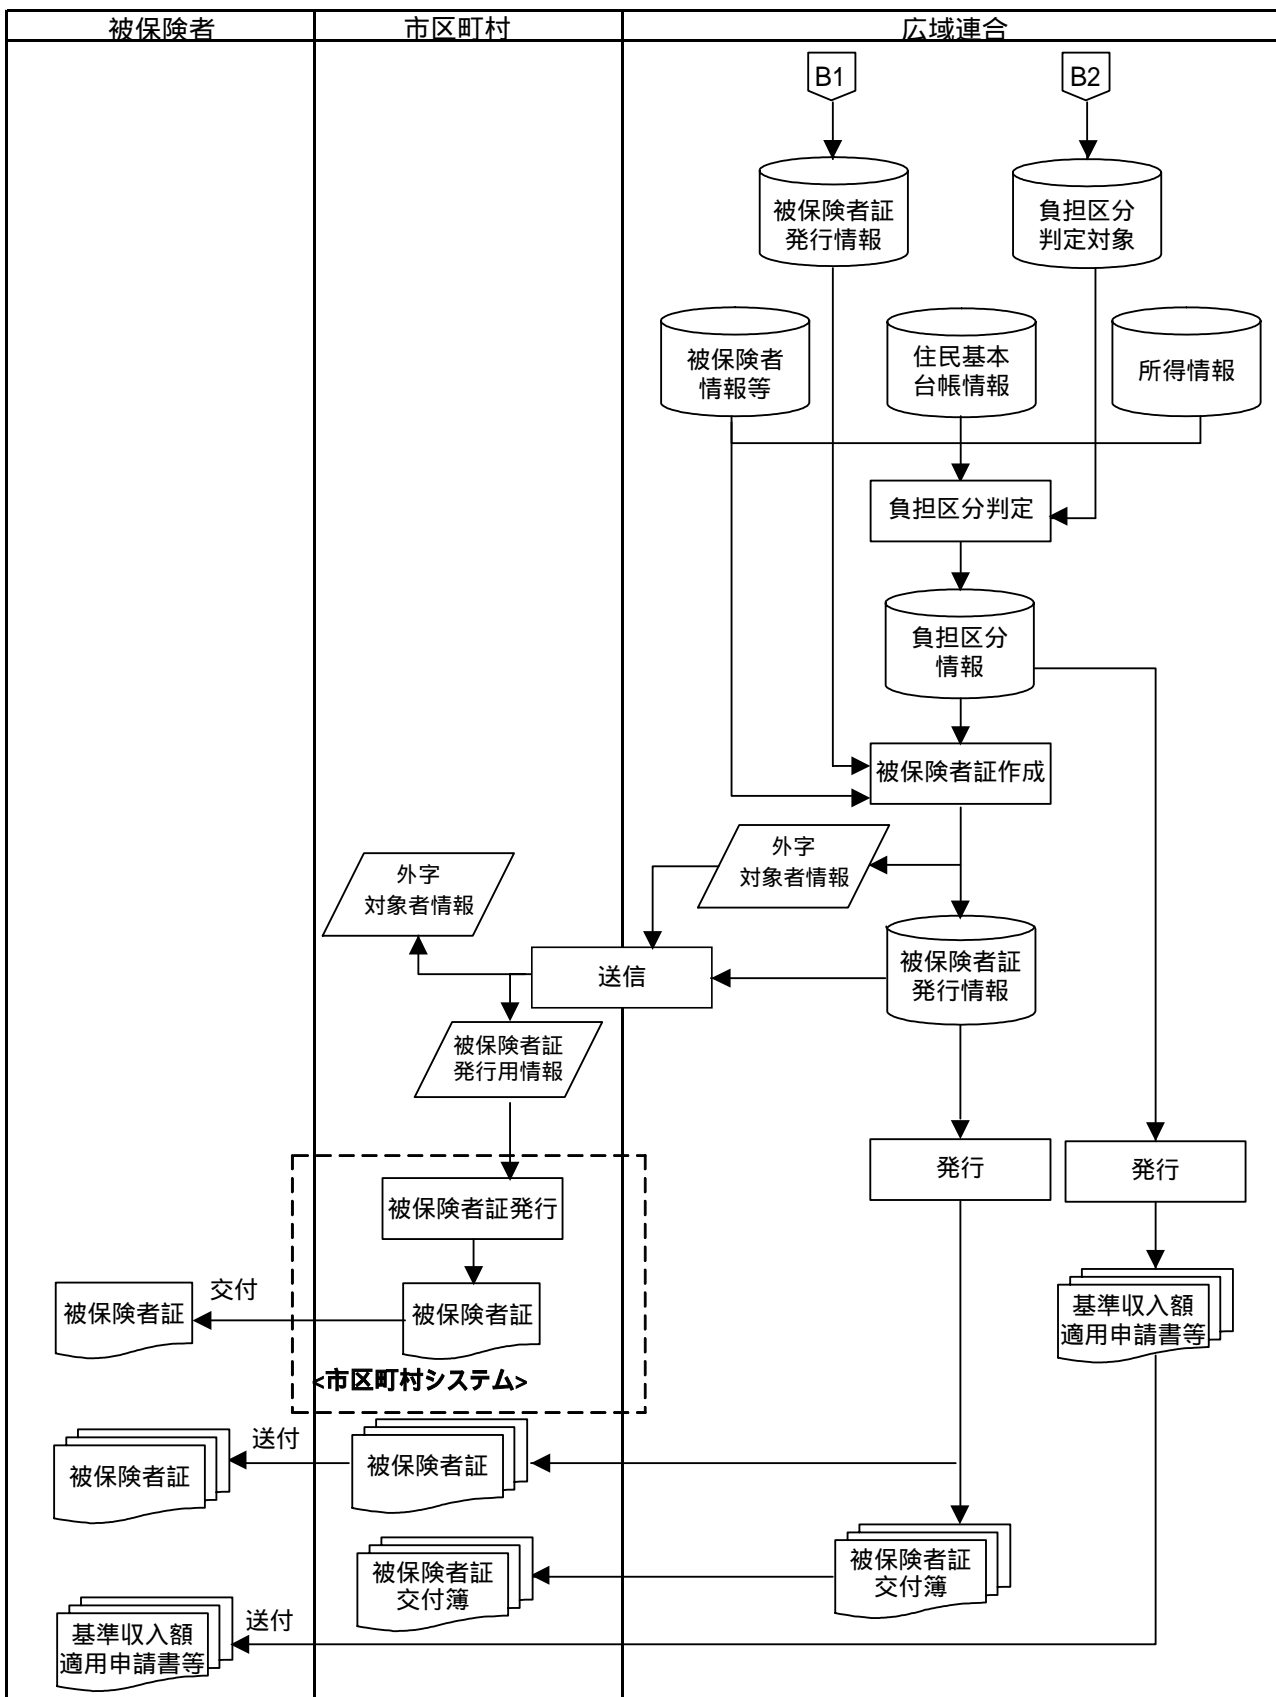 被保険者
市区町村
広域連合
B1
B2
被保険者証
発行情報
負担区分
判定対象
被保険者
情報等
住民基本
台帳情報
所得情報
負担区分判定
負担区分
情報
被保険者証作成
外字
対象者情報
外字
対象者情報
送信
被保険者証
発行情報
被保険者証
発行用情報
発行
発行
被保険者証発行
交付
被保険者証
被保険者証
基準収入額
適用申請書等
<市区町村システム>
送付
被保険者証
被保険者証
被保険者証
交付簿
被保険者証
交付簿
送付
基準収入額
適用申請書等